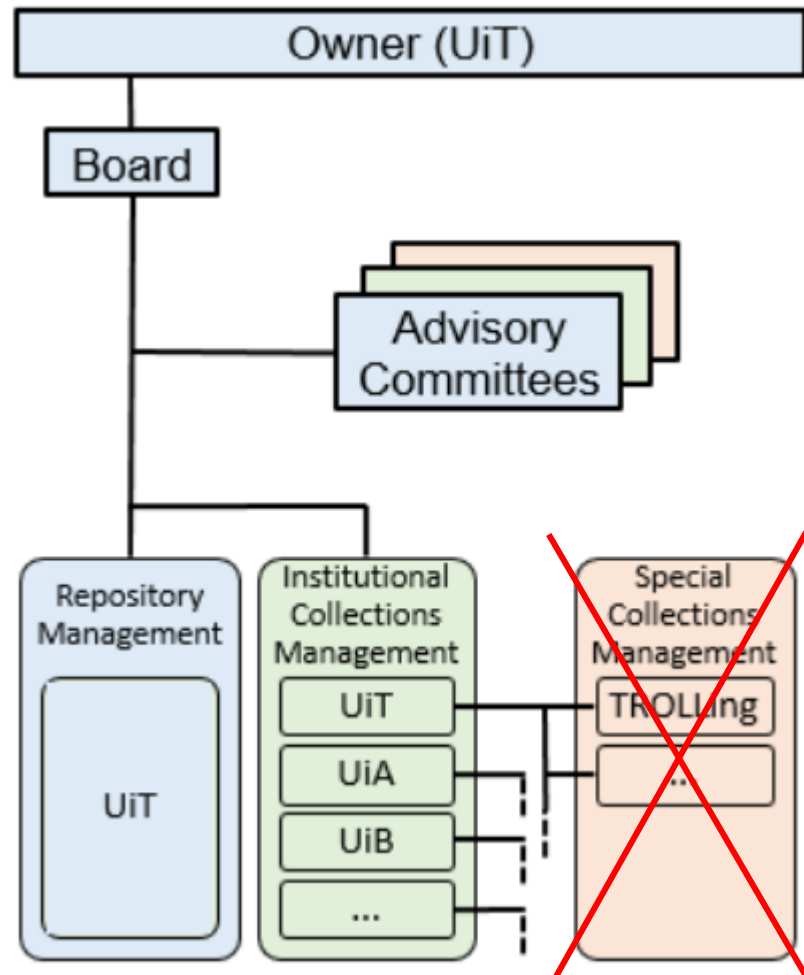 Owner (UiT)
Board
Advisory
Committees
Repository
Management
UiT
Institutional
Collections
Management
UiT
UiA
UiB
...
Special
Collections
Management
TROLLing
...